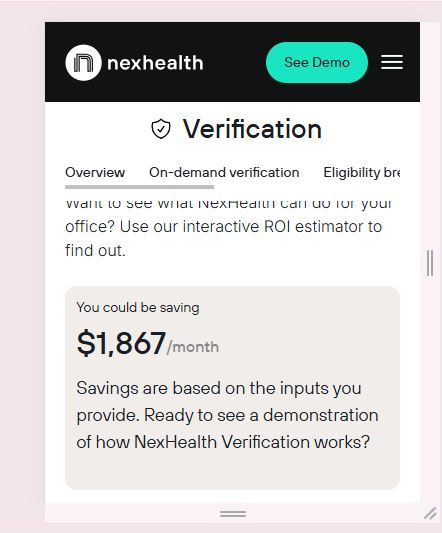 nexhealth
See Demo
Verification
Overview On-demand verification Eligibility bre
Want to see what NexHealth can do for your
office? Use our interactive ROI estimator to
find out.
You could be saving
$1,867/month
Savings are based on the inputs you
provide. Ready to see a demonstration
of how NexHealth Verification works?